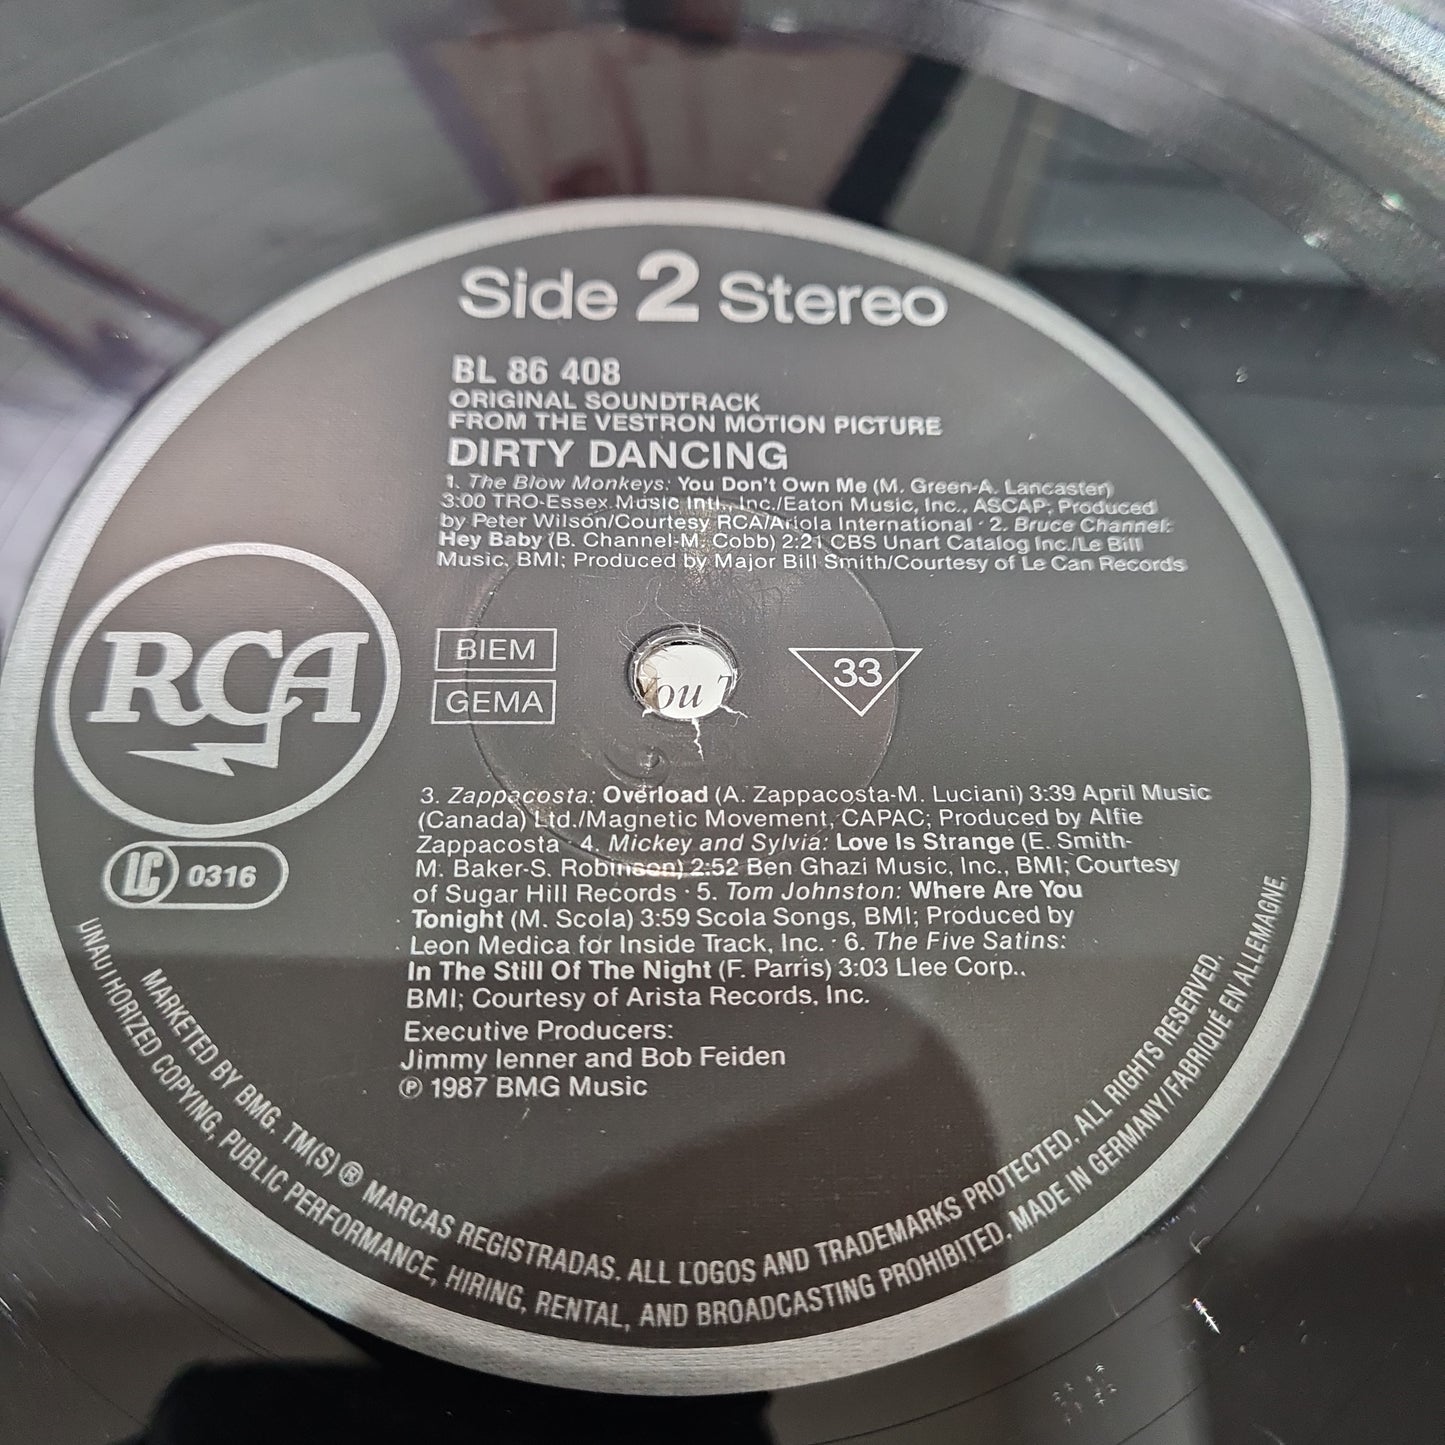 Side 2 Stereo
BL 86 408
ORIGINAL SOUNDTRACK
FROM THE VESTRON MOTION PICTURE
DIRTY DANCING
1. The Blow Monkeys: You Don't Own Me (M. Green-A. Lancaster)
3:00 TRO-Essex Music Intl., Inc./Eaton Music, Inc., ASCAP; Produced
by Peter Wilson/Courtesy RCA/Ariola International · 2. Bruce Channel:
Hey Baby (B. Channel-M. Cobb) 2:21 CBS Unart Catalog Inc./Le Bill
Music, BMI; Produced by Major Bill Smith/Courtesy of Le Can Records
RCA
BIEM
GEMA
You
33
3. Zappacosta: Overload (A. Zappacosta-M. Luciani) 3:39 April Music
(Canada) Ltd./Magnetic Movement, CAPAC; Produced by Alfie
Zappacosta · 4. Mickey and Sylvia: Love Is Strange (E. Smith-
M. Baker-S. Robinson) 2:52 Ben Ghazi Music, Inc., BMI; Courtesy
of Sugar Hill Records · 5. Tom Johnston: Where Are You
Tonight (M. Scola) 3:59 Scola Songs, BMI; Produced by
Leon Medica for Inside Track, Inc. · 6. The Five Satins:
In The Still Of The Night (F. Parris) 3:03 Llee Corp..
BMI; Courtesy of Arista Records, Inc.
LC 0316
Executive Producers:
Jimmy Ienner and Bob Feiden
℗ 1987 BMG Music
MARKETED BY BMG. TM(S) ® MARCAS REGISTRADAS. ALL LOGOS AND TRADEMARKS PROTECTED. ALL RIGHTS RESERVED.
UNAUTHORIZED COPYING, PUBLIC PERFORMANCE, HIRING, RENTAL, AND BROADCASTING PROHIBITED. MADE IN GERMANY/FABRIQUÉ EN ALLEMAGNE.